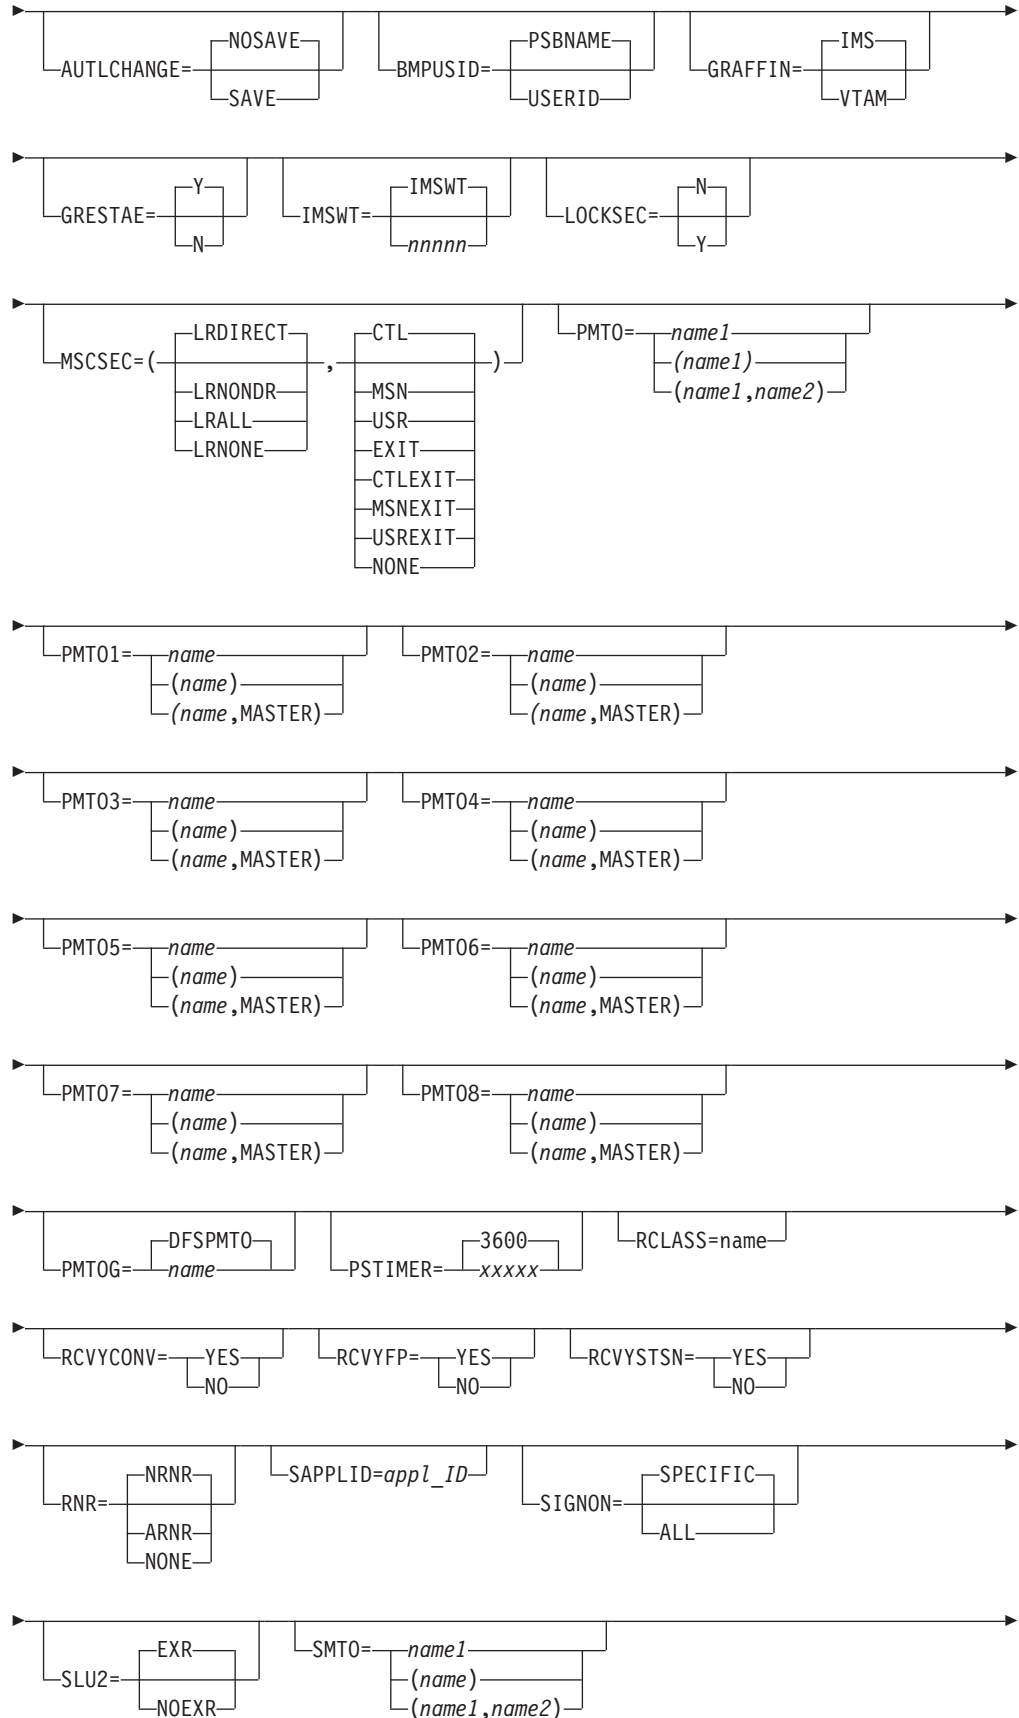 NOSAVE PSBNAME IMS
AUTLCHANGE= BMPUSID= GRAFFIN=
SAVE USERID VTAM
Y IMSWT N
GRESTAE= IMSWT= LOCKSEC=
N nnnnn Y
LRDIRECT CTL PMTO= name1
MSCSEC=( , ) (name1)
LRNONDR MSN (name1,name2)
LRALL USR
LRNONE EXIT
CTLEXIT
MSNEXIT
USREXIT
NONE
PMTO1= name PMTO2= name
(name) (name)
(name,MASTER) (name,MASTER)
PMTO3= name PMTO4= name
(name) (name)
(name,MASTER) (name,MASTER)
PMTO5= name PMTO6= name
(name) (name)
(name,MASTER) (name,MASTER)
PMTO7= name PMTO8= name
(name) (name)
(name,MASTER) (name,MASTER)
DFSPMTO 3600 RCLASS=name
PMTOG= name PSTIMER= xxxxx
RCVYCONV= YES RCVYFP= YES RCVYSTSN= YES
NO NO NO
NRNR SAPPLID=appl_ID SPECIFIC
RNR= SIGNON=
ARNR ALL
NONE
EXR SMTO= name1
SLU2= (name)
NOEXR (name1,name2)